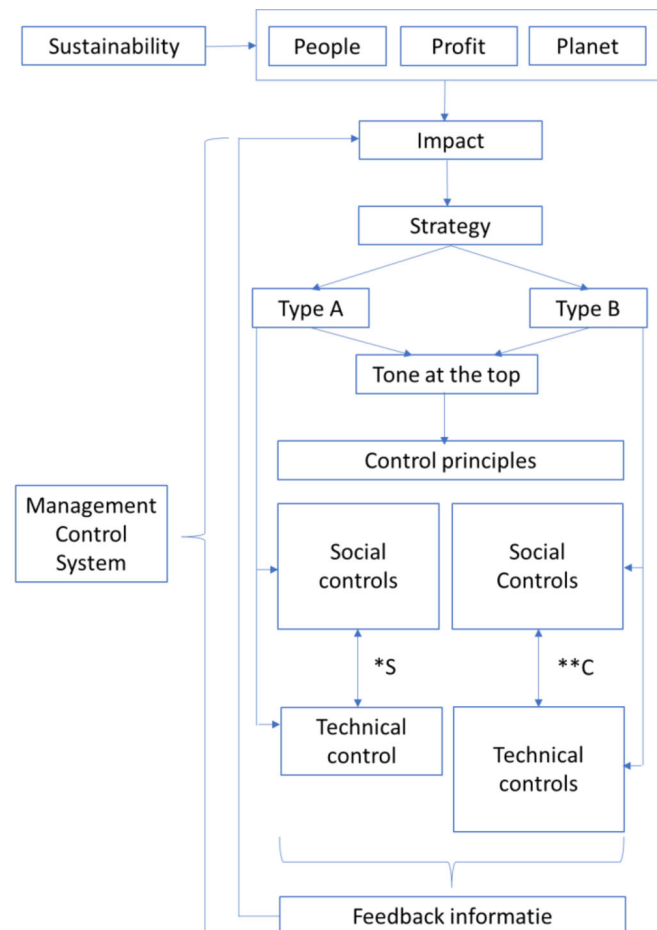 Sustainability
People
Profit
Planet
Impact
Strategy
Type A
Type B
Tone at the top
Control principles
Management
Control
System
Social
controls
Social
Controls
*S
**C
Technical
control
Technical
controls
Feedback informatie